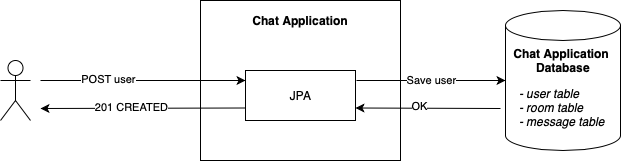 Chat Application
POST user
201 CREATED
JPA
Save user
OK
Chat Application
Database
- user table
- room table
- message table